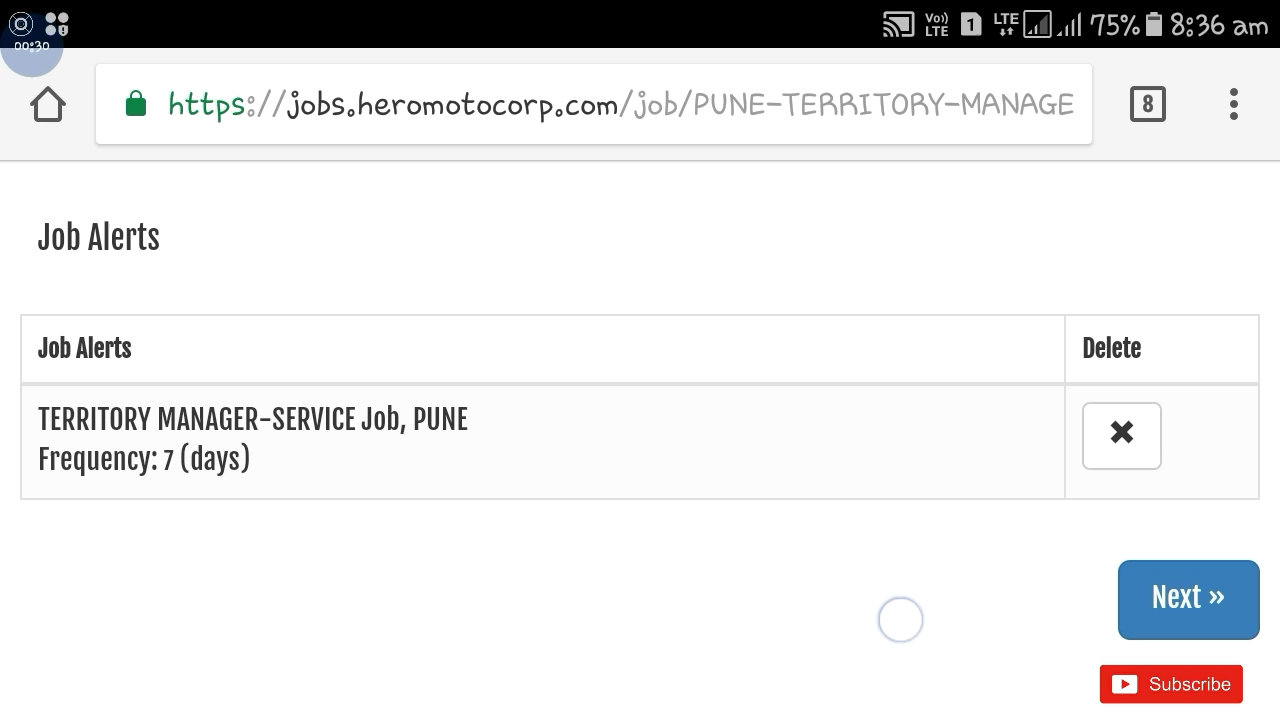 00:30
Vo)) LTE 1 LTE 75% 8:36 am
https://jobs.heromotocorp.com/job/PUNE-TERRITORY-MANAGE
8
Job Alerts
Job Alerts Delete
TERRITORY MANAGER-SERVICE Job, PUNE
Frequency: 7 (days)
Next »
Subscribe